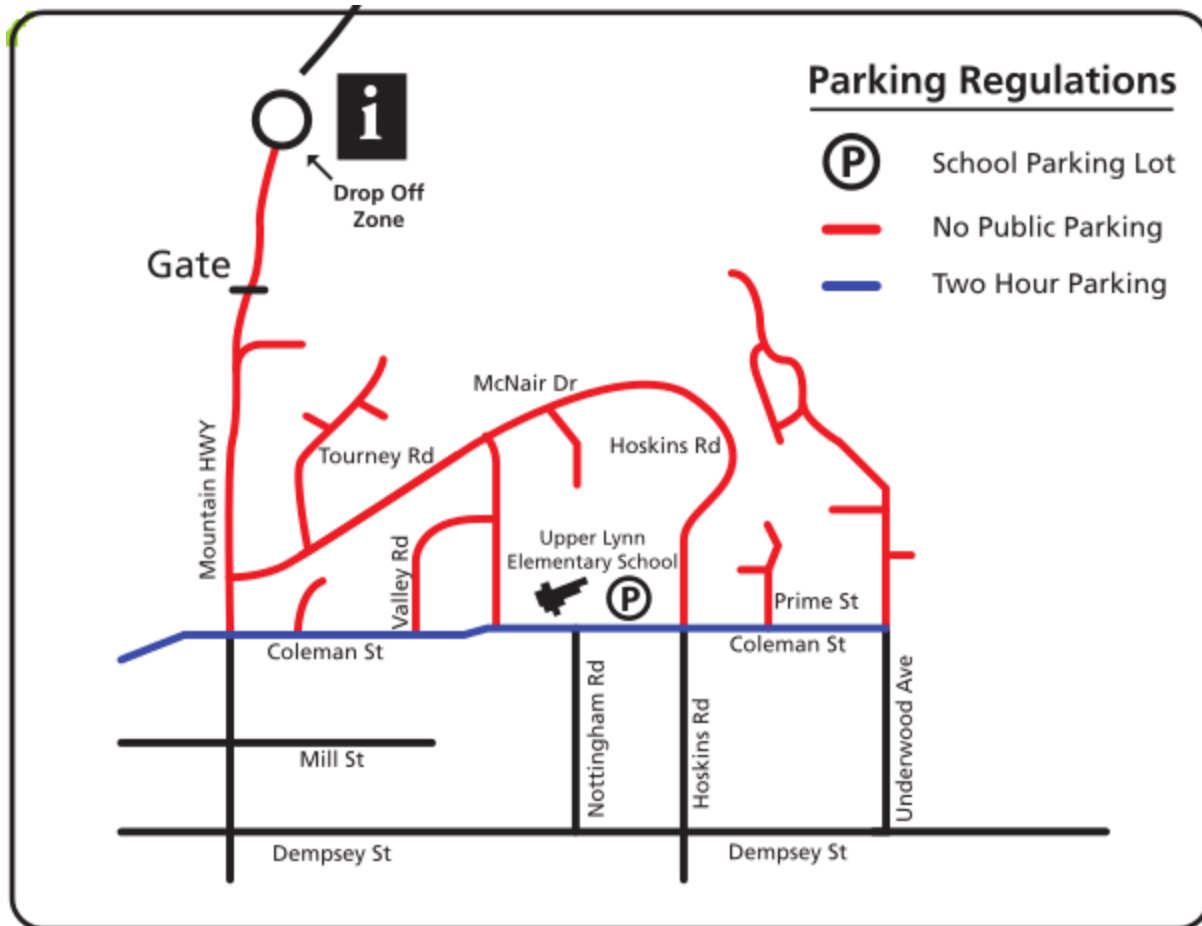 Parking Regulations
P
School Parking Lot
No Public Parking
Two Hour Parking
i
Drop Off
Zone
Gate
McNair Dr
Hoskins Rd
Tourney Rd
Mountain HWY
Valley Rd
Upper Lynn
Elementary School
P
Prime St
Coleman St
Coleman St
Nottingham Rd
Hoskins Rd
Underwood Ave
Mill St
Dempsey St
Dempsey St